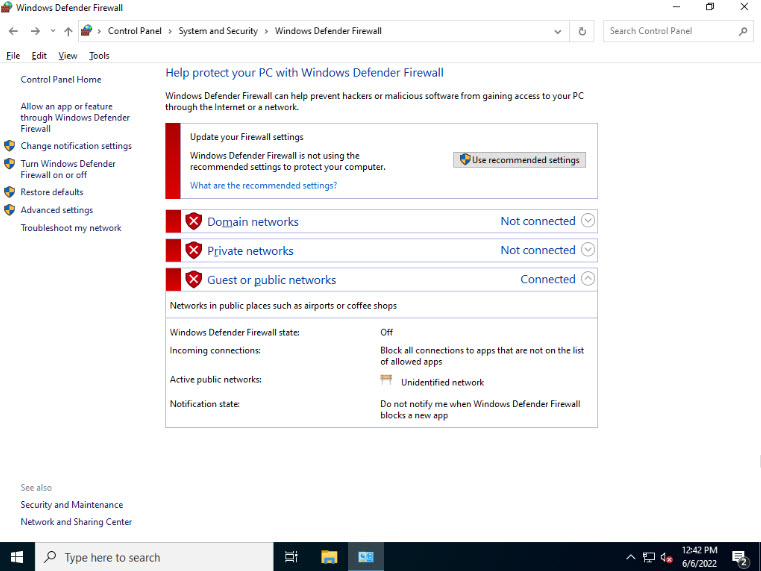 Windows Defender Firewall
Control Panel > System and Security > Windows Defender Firewall
Search Control Panel
File Edit View Tools
Control Panel Home
Allow an app or feature
through Windows Defender
Firewall
Change notification settings
Turn Windows Defender
Firewall on or off
Restore defaults
Advanced settings
Troubleshoot my network
Help protect your PC with Windows Defender Firewall
Windows Defender Firewall can help prevent hackers or malicious software from gaining access to your PC
through the Internet or a network.
Update your Firewall settings
Windows Defender Firewall is not using the
recommended settings to protect your computer.
Use recommended settings
What are the recommended settings?
Domain networks Not connected
Private networks Not connected
Guest or public networks Connected
Networks in public places such as airports or coffee shops
Windows Defender Firewall state: Off
Incoming connections: Block all connections to apps that are not on the list
of allowed apps
Active public networks: Unidentified network
Notification state: Do not notify me when Windows Defender Firewall
blocks a new app
See also
Security and Maintenance
Network and Sharing Center
Type here to search
12:42 PM
6/6/2022
2